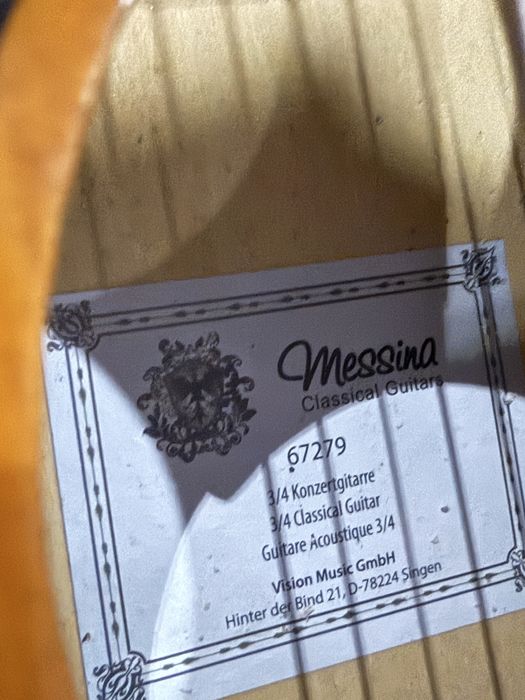 Messina
Classical Guitars
67279
3/4 Konzertgitarre
3/4 Classical Guitar
Guitare Acoustique 3/4
Vision Music GmbH
Hinter der Bind 21, D-78224 Singen